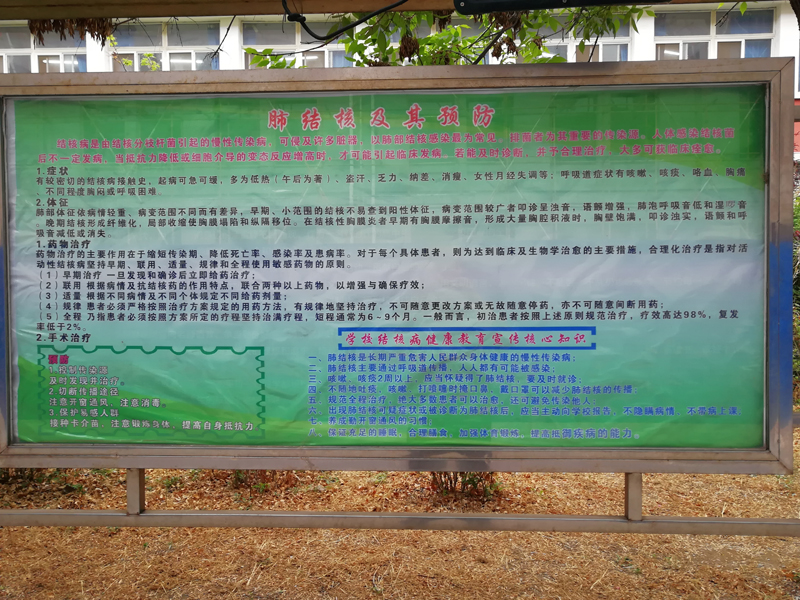 肺结核及其预防
结核病是由结核分枝杆菌引起的慢性传染病，可侵及许多脏器，以肺部结核感染最为常见。排菌者为其重要的传染源。人体感染结核菌
后不一定发病，当抵抗力降低或细胞介导的变态反应增高时，才可能引起临床发病。若能及时诊断，并予合理治疗，大多可获临床痊愈。
1.症状
有较密切的结核病接触史，起病可急可缓，多为低热（午后为著）、盗汗、乏力、纳差、消瘦、女性月经失调等；呼吸道症状有咳嗽、咳痰、咯血、胸痛
、不同程度胸闷或呼吸困难。
2.体征
肺部体征依病情轻重、病变范围不同而有差异，早期、小范围的结核不易查到阳性体征，病变范围较广者叩诊呈浊音，语颤增强，肺泡呼吸音低和湿啰音
。晚期结核形成纤维化，局部收缩使胸膜塌陷和纵隔移位。在结核性胸膜炎者早期有胸膜摩擦音，形成大量胸腔积液时，胸壁饱满，叩诊浊实，语颤和呼
吸音减低或消失。
1.药物治疗
药物治疗的主要作用在于缩短传染期、降低死亡率、感染率及患病率。对于每个具体患者，则为达到临床及生物学治愈的主要措施，合理化治疗是指对活
动性结核病坚持早期、联用、适量、规律和全程使用敏感药物的原则。
（1）早期治疗 一旦发现和确诊后立即给药治疗；
（2）联用 根据病情及抗结核药的作用特点，联合两种以上药物，以增强与确保疗效；
（3）适量 根据不同病情及不同个体规定不同给药剂量；
（4）规律 患者必须严格按照治疗方案规定的用药方法，有规律地坚持治疗，不可随意更改方案或无故随意停药，亦不可随意间断用药；
（5）全程 乃指患者必须按照方案所定的疗程坚持治满疗程，短程通常为6~9个月。一般而言，初治患者按照上述原则规范治疗，疗效高达98%，复发
率低于2%。
2.手术治疗
预防
1.控制传染源
及时发现并治疗。
2.切断传播途径
注意开窗通风，注意消毒。
3.保护易感人群
接种卡介苗，注意锻炼身体，提高自身抵抗力
学校结核病健康教育宣传核心知识
一、肺结核是长期严重危害人民群众身体健康的慢性传染病；
二、肺结核主要通过呼吸道传播，人人都有可能被感染。
三、咳嗽、咳痰2周以上，应当怀疑得了肺结核，要及时就诊。
四、不随地吐痰，咳嗽、打喷嚏时掩口鼻，戴口罩可以减少肺结核的传播
五、规范全程治疗，绝大多数患者可以治愈，还可避免传染他人。
六、出现肺结核可疑症状或被诊断为肺结核后，应当主动向学校报告，不隐瞒病情、不带病上课
七、养成勤开窗通风的习惯。
八、保证充足的睡眠，合理膳食，加强体育锻炼，提高抵御疾病的能力。